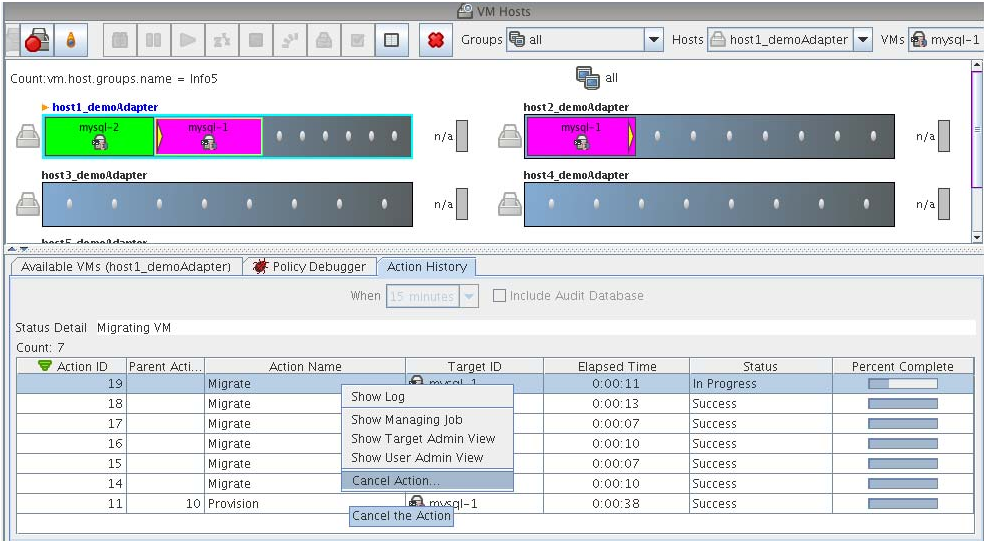 VM Hosts
Groups all Hosts host1_demoAdapter VMs mysql-1
Count:vm.host.groups.name = Info5 all
host1_demoAdapter host2_demoAdapter
mysql-2 mysql-1 n/a mysql-1 n/a
host3_demoAdapter host4_demoAdapter
n/a n/a
host5_demoAdapter
Available VMs (host1_demoAdapter) Policy Debugger Action History
When 15 minutes Include Audit Database
Status Detail Migrating VM
Count: 7
Action ID Parent Acti... Action Name Target ID Elapsed Time Status Percent Complete
19 Migrate mysql-1 0:00:11 In Progress
Show Log
18 Migrate 0:00:13 Success
17 Migrate Show Managing Job 0:00:07 Success
16 Migrate Show Target Admin View 0:00:10 Success
15 Migrate Show User Admin View 0:00:07 Success
14 Migrate Cancel Action... 0:00:10 Success
11 10 Provision mysql-1 0:00:38 Success
Cancel the Action